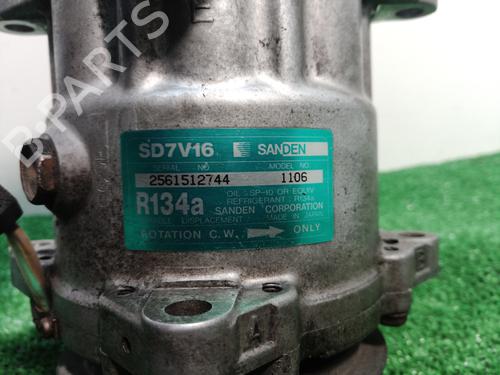 E
SD7V16 SANDEN
SERIAL NO MODEL NO.
2561512744 1106
OIL : SP-10 OR EQUIV
R134a REFRIGERANT : R134a
SANDEN CORPORATION
DISPLACEMENT MADE IN JAPAN
ROTATION C.W. ONLY
A
B
B-PARTS